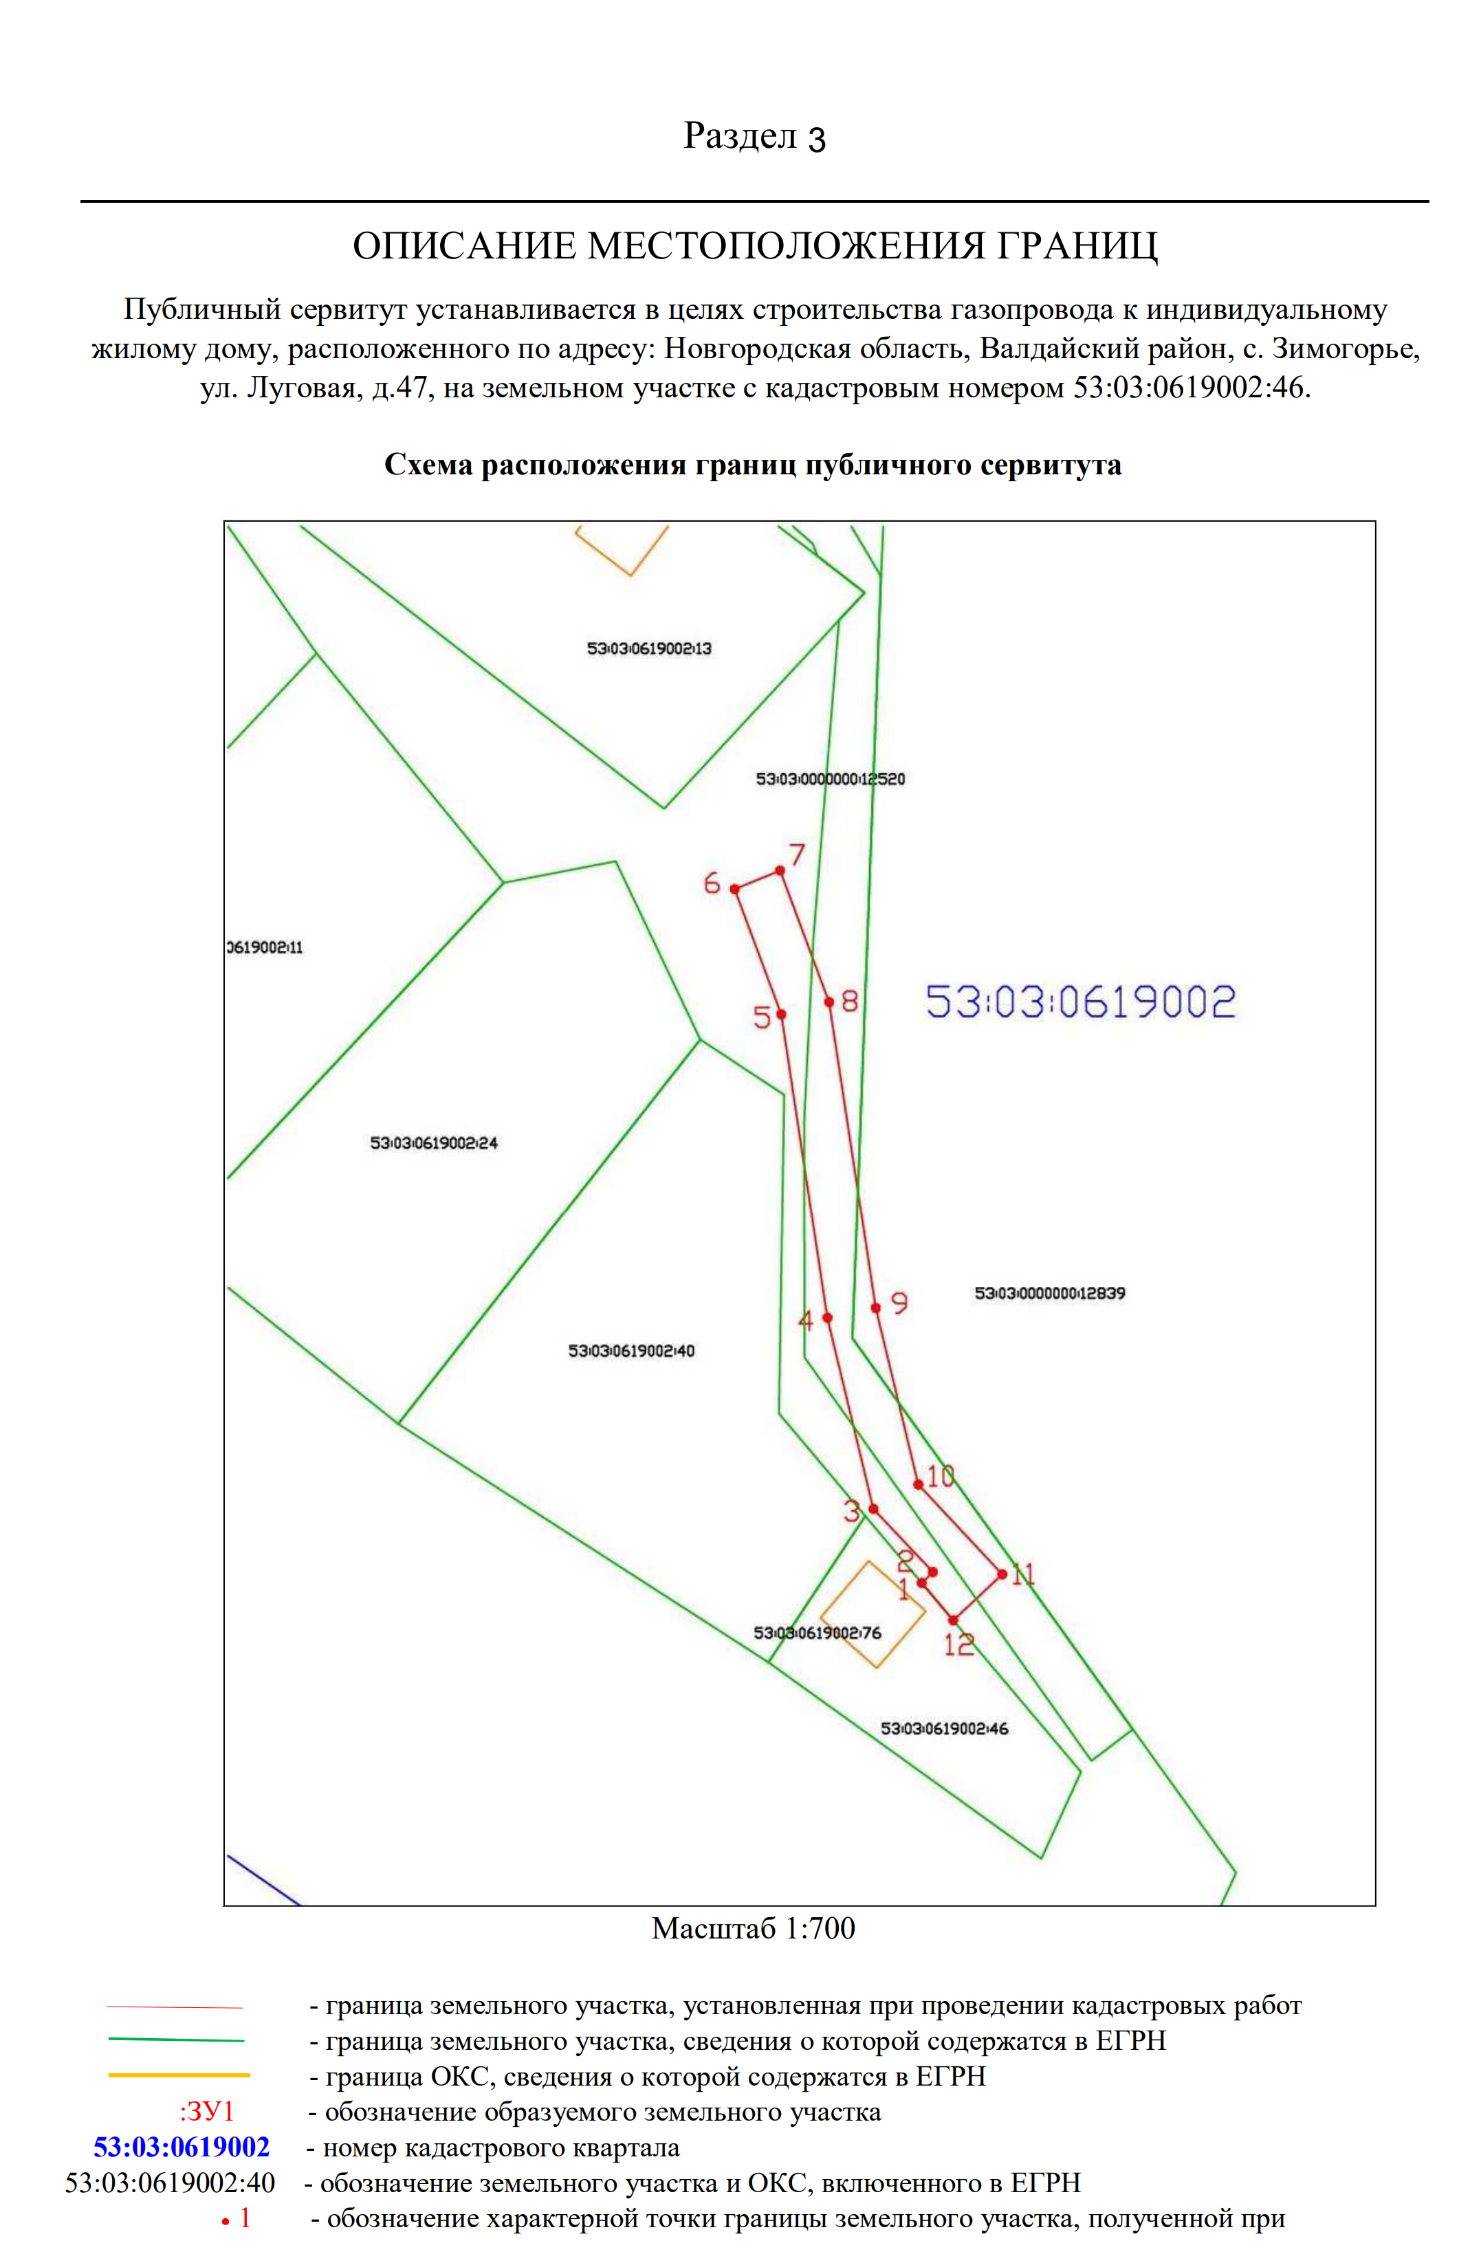 Раздел 3
ОПИСАНИЕ МЕСТОПОЛОЖЕНИЯ ГРАНИЦ
Публичный сервитут устанавливается в целях строительства газопровода к индивидуальному
жилому дому, расположенного по адресу: Новгородская область, Валдайский район, с. Зимогорье,
ул. Луговая, д.47, на земельном участке с кадастровым номером 53:03:0619002:46.
Схема расположения границ публичного сервитута
53:03:0619002:13
53:03:0000000:12520
7
6
0619002:11
53:03:0619002
8
5
53:03:0619002:24
53:03:0000000:12839
9
4
53:03:0619002:40
10
3
2
11
1
53:03:0619002:76
12
53:03:0619002:46
Масштаб 1:700
- граница земельного участка, установленная при проведении кадастровых работ
- граница земельного участка, сведения о которой содержатся в ЕГРН
- граница ОКС, сведения о которой содержатся в ЕГРН
:ЗУ1 - обозначение образуемого земельного участка
53:03:0619002 - номер кадастрового квартала
53:03:0619002:40 - обозначение земельного участка и ОКС, включенного в ЕГРН
• 1 - обозначение характерной точки границы земельного участка, полученной при